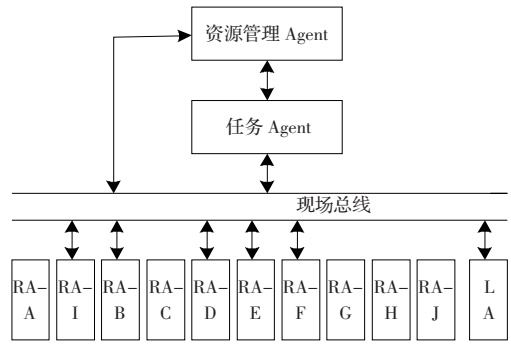 资源管理 Agent
任务 Agent
现场总线
RA-
A
RA-
I
RA-
B
RA-
C
RA-
D
RA-
E
RA-
F
RA-
G
RA-
H
RA-
J
L
A